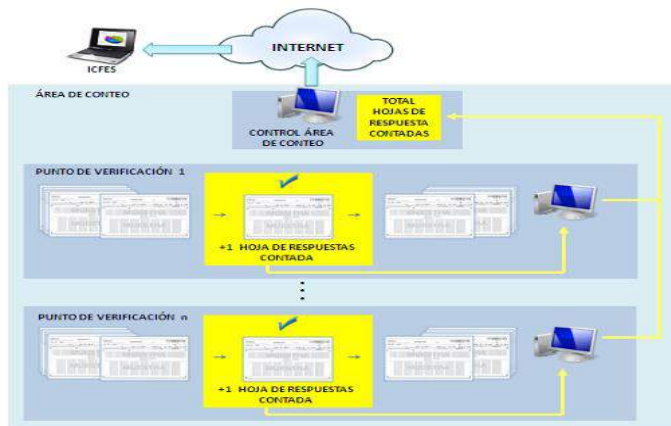 INTERNET
ICFES
ÁREA DE CONTEO
CONTROL ÁREA
DE CONTEO
TOTAL
HOJAS DE
RESPUESTA
CONTADAS
PUNTO DE VERIFICACIÓN 1
+1 HOJA DE RESPUESTAS
CONTADA
PUNTO DE VERIFICACIÓN n
+1 HOJA DE RESPUESTAS
CONTADA